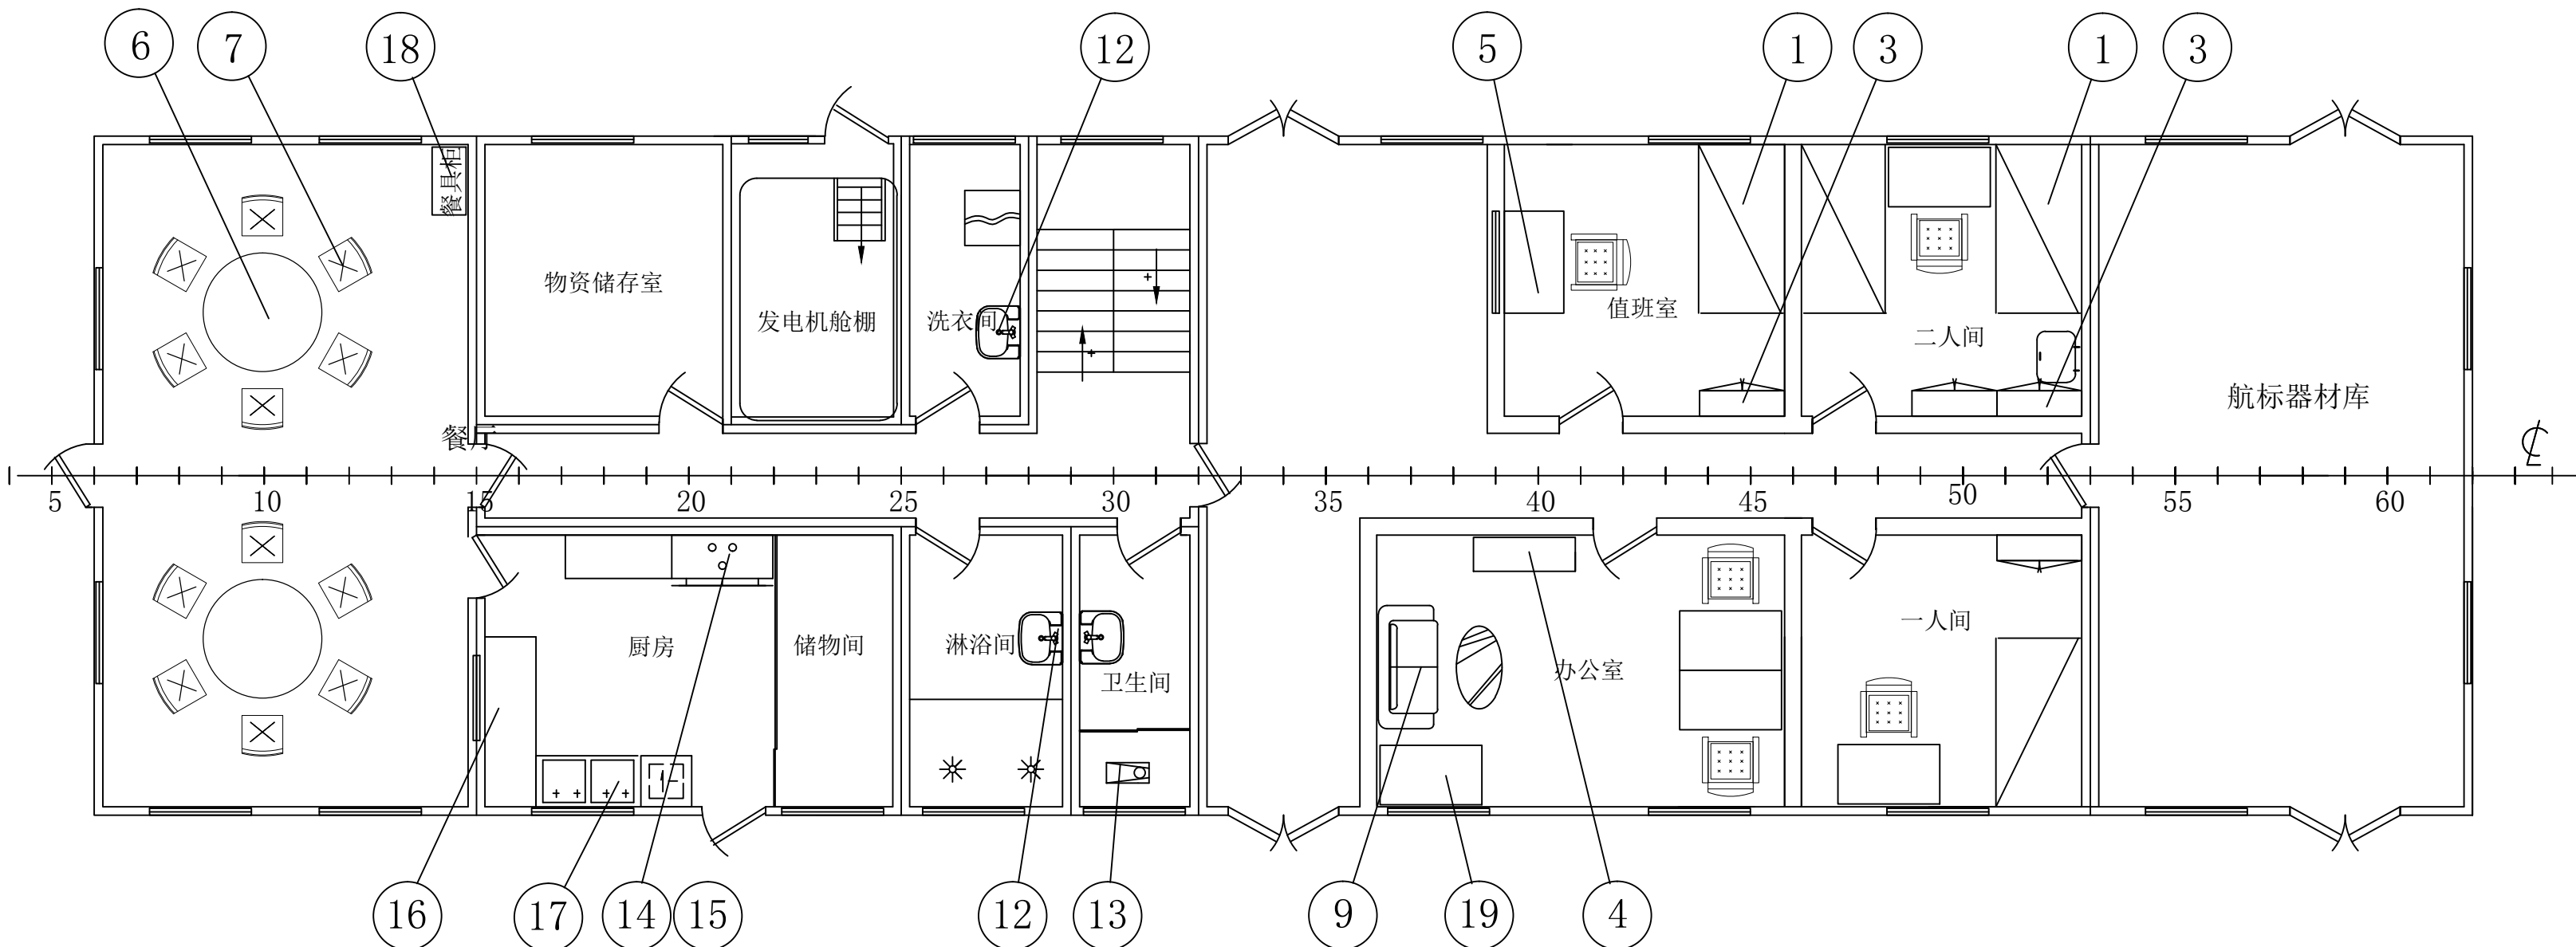 6 7 18 12 5 1 3 1 3
餐具柜
物资储存室
发电机舱棚
洗衣间
值班室
二人间
航标器材库
餐厅
5 10 15 20 25 30 35 40 45 50 55 60
厨房
储物间
淋浴间
卫生间
办公室
一人间
16 17 14 15 12 13 9 19 4